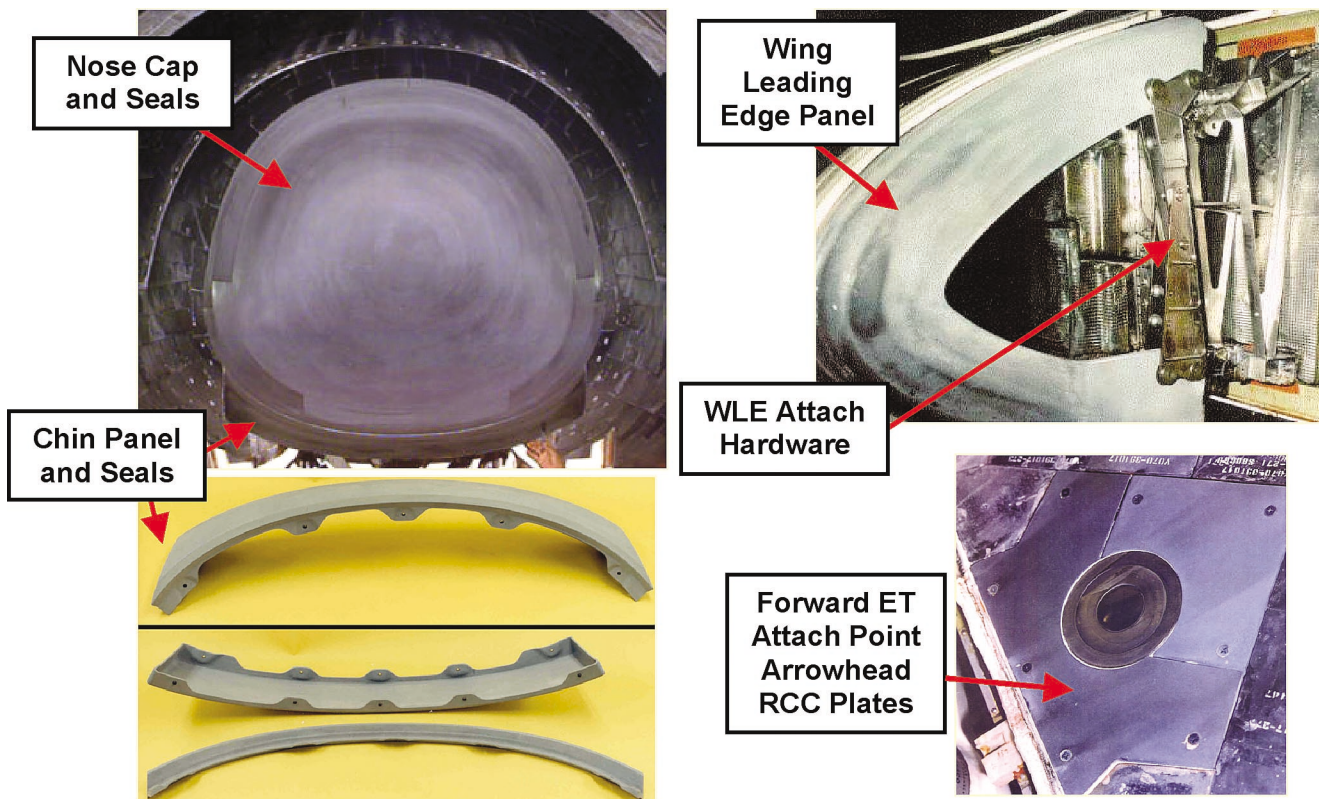 Nose Cap
and Seals
Wing
Leading
Edge Panel
Chin Panel
and Seals
WLE Attach
Hardware
Forward ET
Attach Point
Arrowhead
RCC Plates